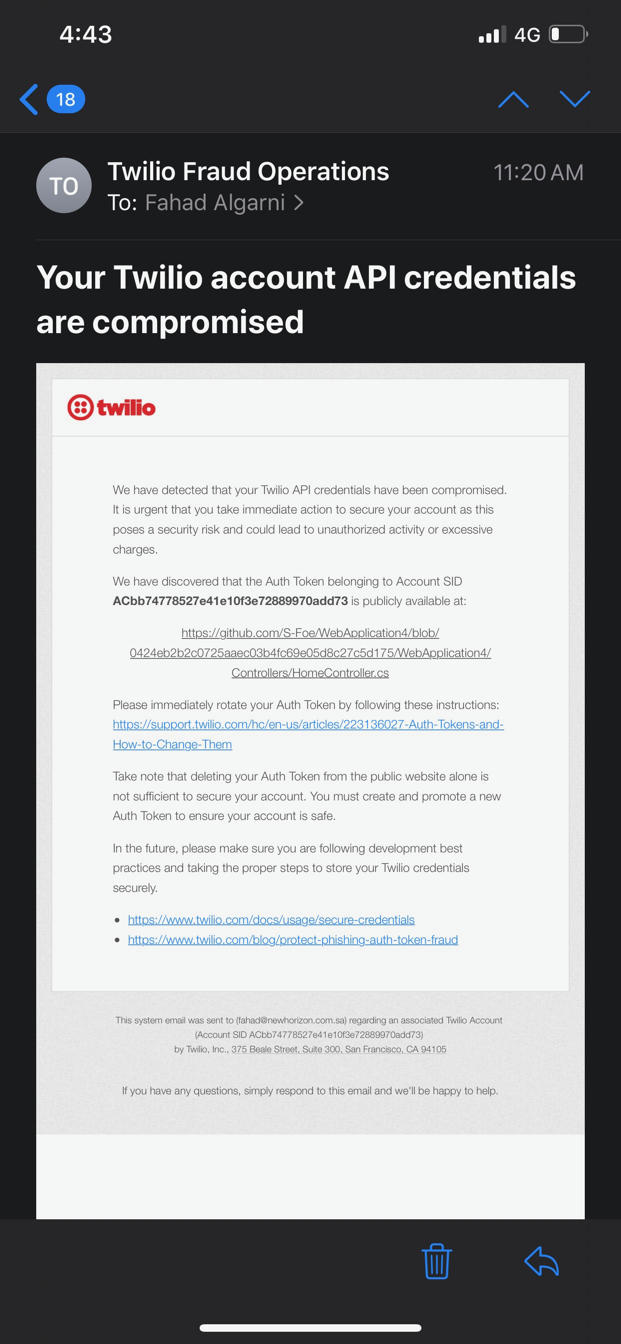 4:43
4G
18
TO
Twilio Fraud Operations
11:20 AM
To: Fahad Algarni
Your Twilio account API credentials
are compromised
twilio
We have detected that your Twilio API credentials have been compromised.
It is urgent that you take immediate action to secure your account as this
poses a security risk and could lead to unauthorized activity or excessive
charges.
We have discovered that the Auth Token belonging to Account SID
ACbb74778527e41e10f3e72889970add73 is publicly available at:
https://github.com/S-Foe/WebApplication4/blob/
0424eb2b2c0725aaec03b4fc69e05d8c27c5d175/WebApplication4/
Controllers/HomeController.cs
Please immediately rotate your Auth Token by following these instructions:
https://support.twilio.com/hc/en-us/articles/223136027-Auth-Tokens-and-
How-to-Change-Them
Take note that deleting your Auth Token from the public website alone is
not sufficient to secure your account. You must create and promote a new
Auth Token to ensure your account is safe.
In the future, please make sure you are following development best
practices and taking the proper steps to store your Twilio credentials
securely.
• https://www.twilio.com/docs/usage/secure-credentials
• https://www.twilio.com/blog/protect-phishing-auth-token-fraud
This system email was sent to (fahad@newhorizon.com.sa) regarding an associated Twilio Account
(Account SID ACbb74778527e41e10f3e72889970add73)
by Twilio, Inc., 375 Beale Street, Suite 300, San Francisco, CA 94105
If you have any questions, simply respond to this email and we'll be happy to help.